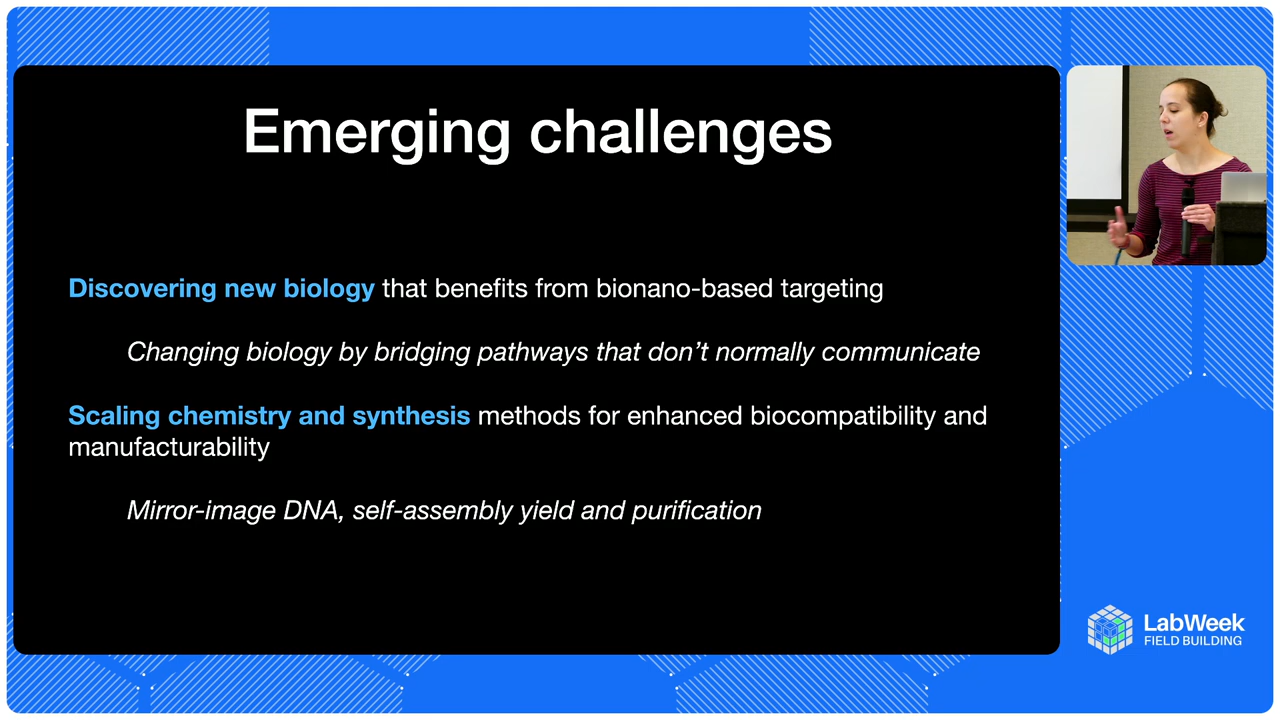 Emerging challenges
Discovering new biology that benefits from bionano-based targeting
Changing biology by bridging pathways that don’t normally communicate
Scaling chemistry and synthesis methods for enhanced biocompatibility and
manufacturability
Mirror-image DNA, self-assembly yield and purification
LabWeek
FIELD BUILDING